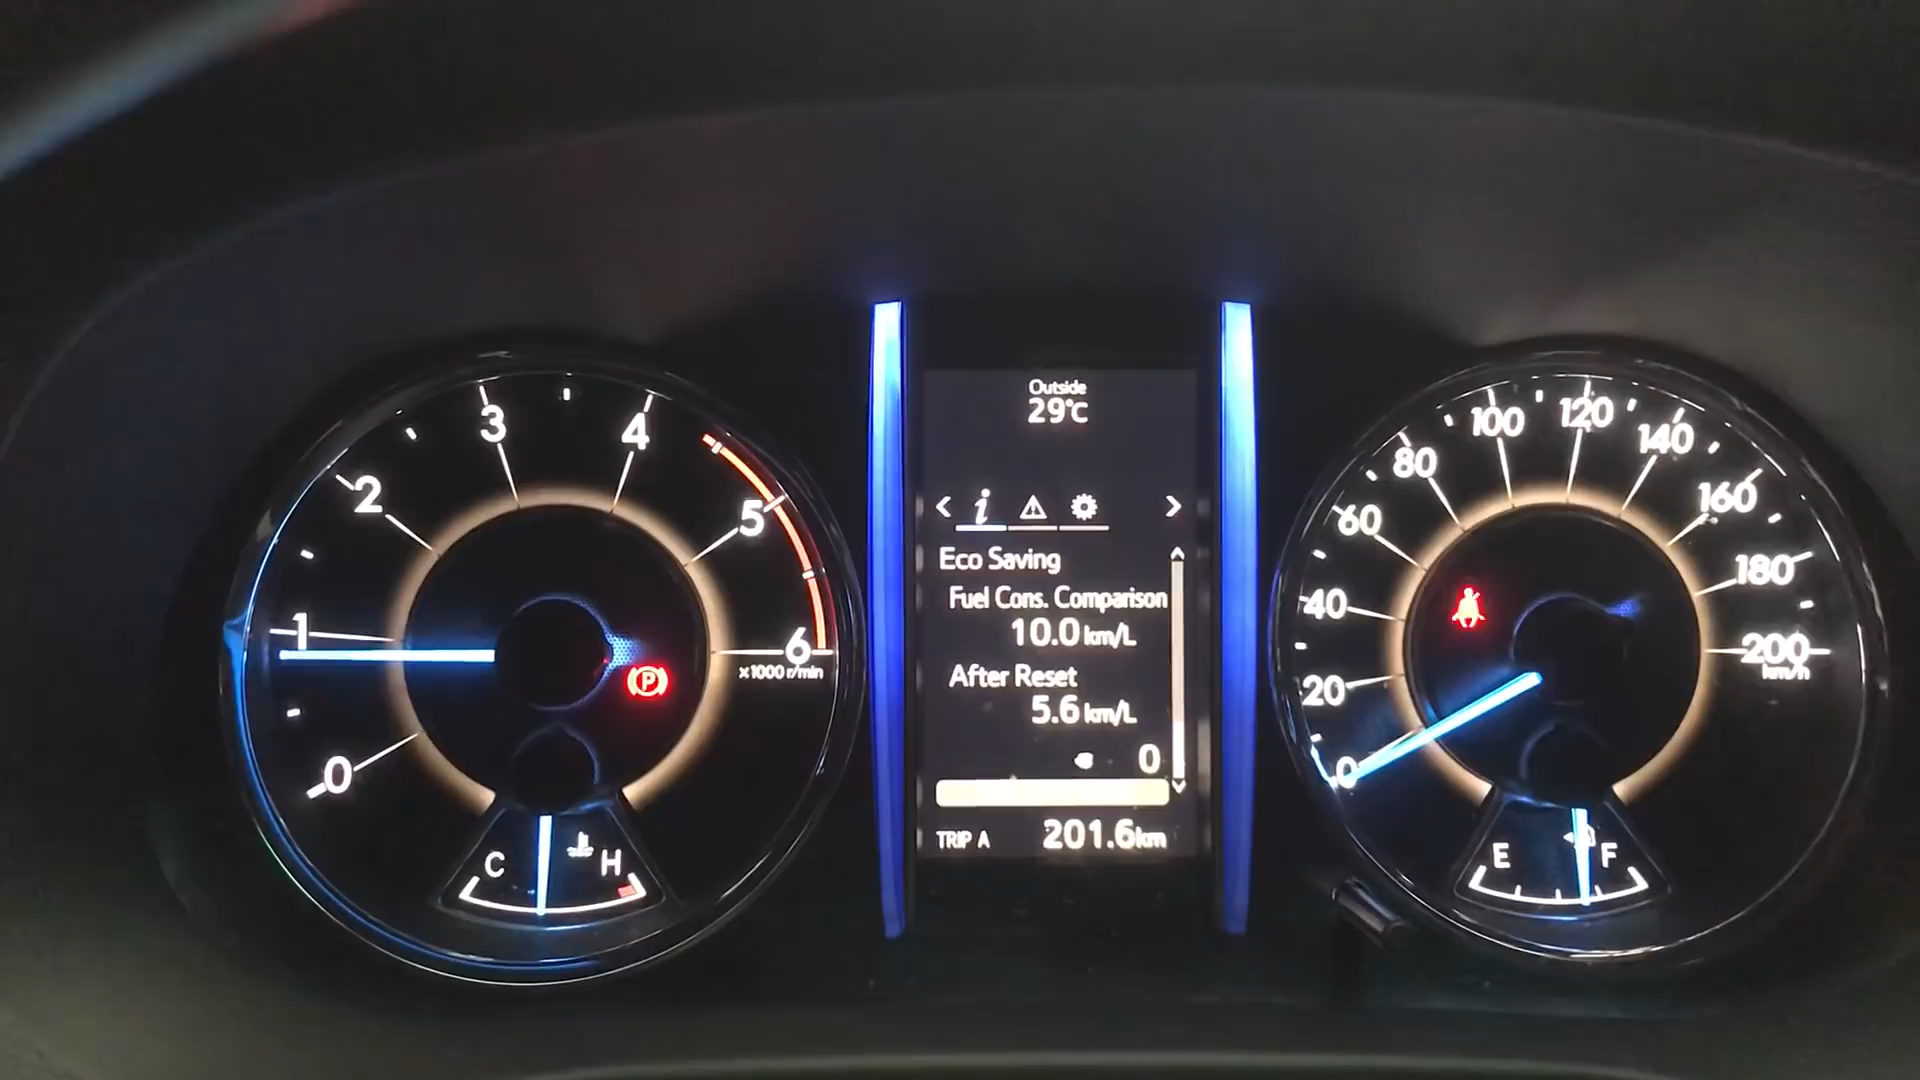 0
1
2
3
4
5
6
x1000 r/min
P
C
H
Outside
29°C
i
Eco Saving
Fuel Cons. Comparison
10.0 km/L
After Reset
5.6 km/L
0
TRIP A
201.6km
0
20
40
60
80
100
120
140
160
180
200
km/h
E
F